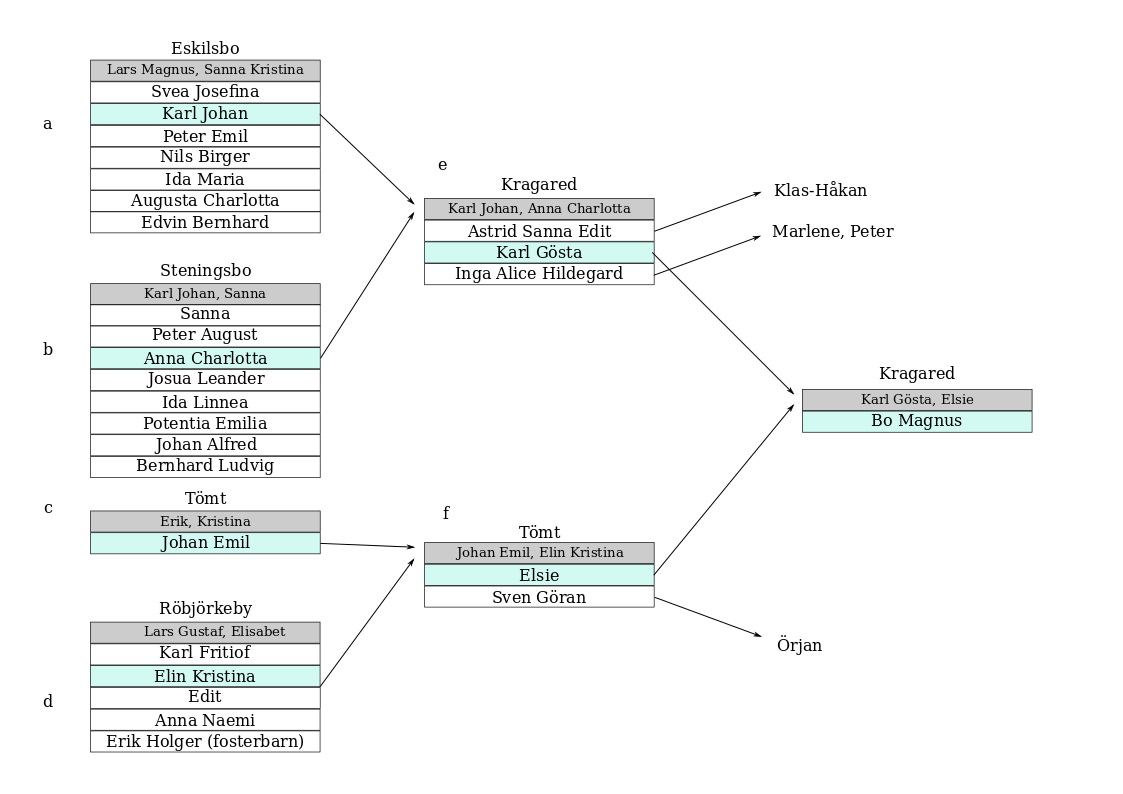 Eskilsbo
Lars Magnus, Sanna Kristina
Svea Josefina
Karl Johan
a
Peter Emil
Nils Birger
Ida Maria
Augusta Charlotta
Edvin Bernhard
Steningsbo
Karl Johan, Sanna
Sanna
Peter August
b
Anna Charlotta
Josua Leander
Ida Linnea
Potentia Emilia
Johan Alfred
Bernhard Ludvig
Tömt
c
Erik, Kristina
Johan Emil
Röbjörkeby
Lars Gustaf, Elisabet
Karl Fritiof
Elin Kristina
d
Edit
Anna Naemi
Erik Holger (fosterbarn)
e
Kragared
Karl Johan, Anna Charlotta
Astrid Sanna Edit
Karl Gösta
Inga Alice Hildegard
f
Tömt
Johan Emil, Elin Kristina
Elsie
Sven Göran
Klas-Håkan
Marlene, Peter
Kragared
Karl Gösta, Elsie
Bo Magnus
Örjan